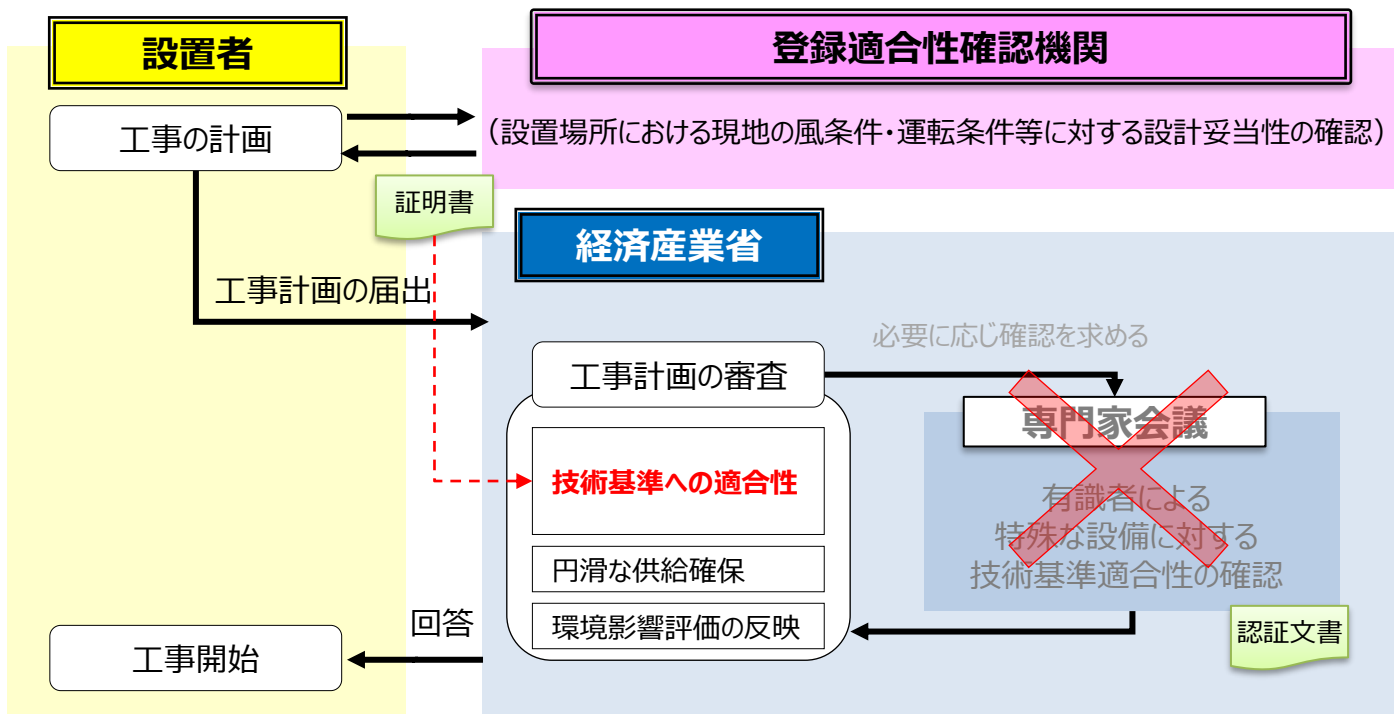 設置者
登録適合性確認機関
工事の計画
（設置場所における現地の風条件・運転条件等に対する設計妥当性の確認）
証明書
経済産業省
工事計画の届出
必要に応じ確認を求める
工事計画の審査
専門家会議
技術基準への適合性
有識者による
特殊な設備に対する
技術基準適合性の確認
円滑な供給確保
環境影響評価の反映
回答
認証文書
工事開始